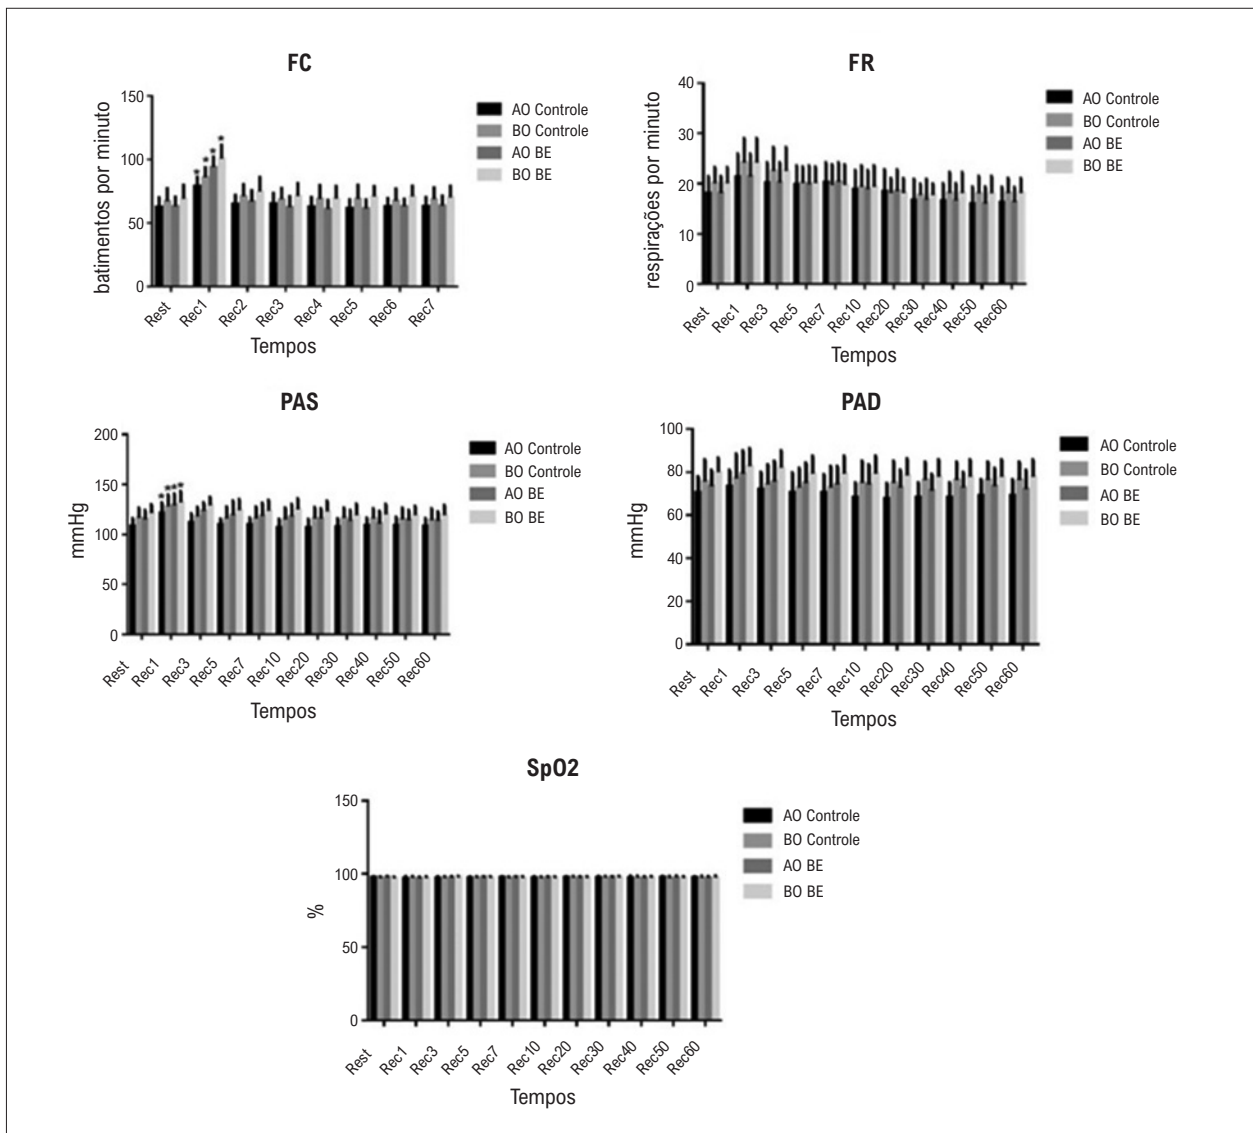 FC
batimentos por minuto
150
100
50
0
* * * *
Rest Rec1 Rec2 Rec3 Rec4 Rec5 Rec6 Rec7
Tempos
AO Controle
BO Controle
AO BE
BO BE
FR
respirações por minuto
40
30
20
10
0
Rest Rec1 Rec3 Rec5 Rec7 Rec10 Rec20 Rec30 Rec40 Rec50 Rec60
Tempos
AO Controle
BO Controle
AO BE
BO BE
PAS
mmHg
200
150
100
50
0
* * * *
Rest Rec1 Rec3 Rec5 Rec7 Rec10 Rec20 Rec30 Rec40 Rec50 Rec60
Tempos
AO Controle
BO Controle
AO BE
BO BE
PAD
mmHg
100
80
60
40
20
0
Rest Rec1 Rec3 Rec5 Rec7 Rec10 Rec20 Rec30 Rec40 Rec50 Rec60
Tempos
AO Controle
BO Controle
AO BE
BO BE
SpO2
%
150
100
50
0
Rest Rec1 Rec3 Rec5 Rec7 Rec10 Rec20 Rec30 Rec40 Rec50 Rec60
Tempos
AO Controle
BO Controle
AO BE
BO BE